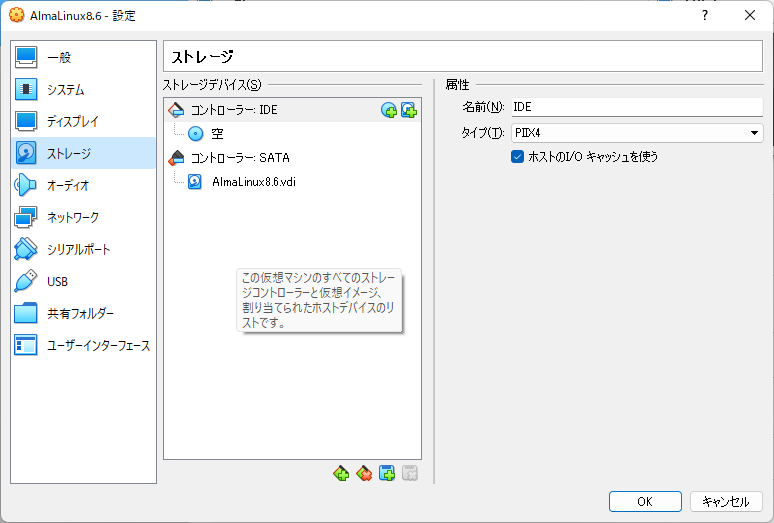 AlmaLinux8.6 - 設定
?
一般
システム
ディスプレイ
ストレージ
オーディオ
ネットワーク
シリアルポート
USB
共有フォルダー
ユーザーインターフェース
ストレージ
ストレージデバイス(S)
コントローラー: IDE
空
コントローラー: SATA
AlmaLinux8.6.vdi
この仮想マシンのすべてのストレー
ジコントローラーと仮想イメージ、
割り当てられたホストデバイスのリ
ストです。
属性
名前(N): IDE
タイプ(T): PIIX4
ホストのI/O キャッシュを使う
OK
キャンセル